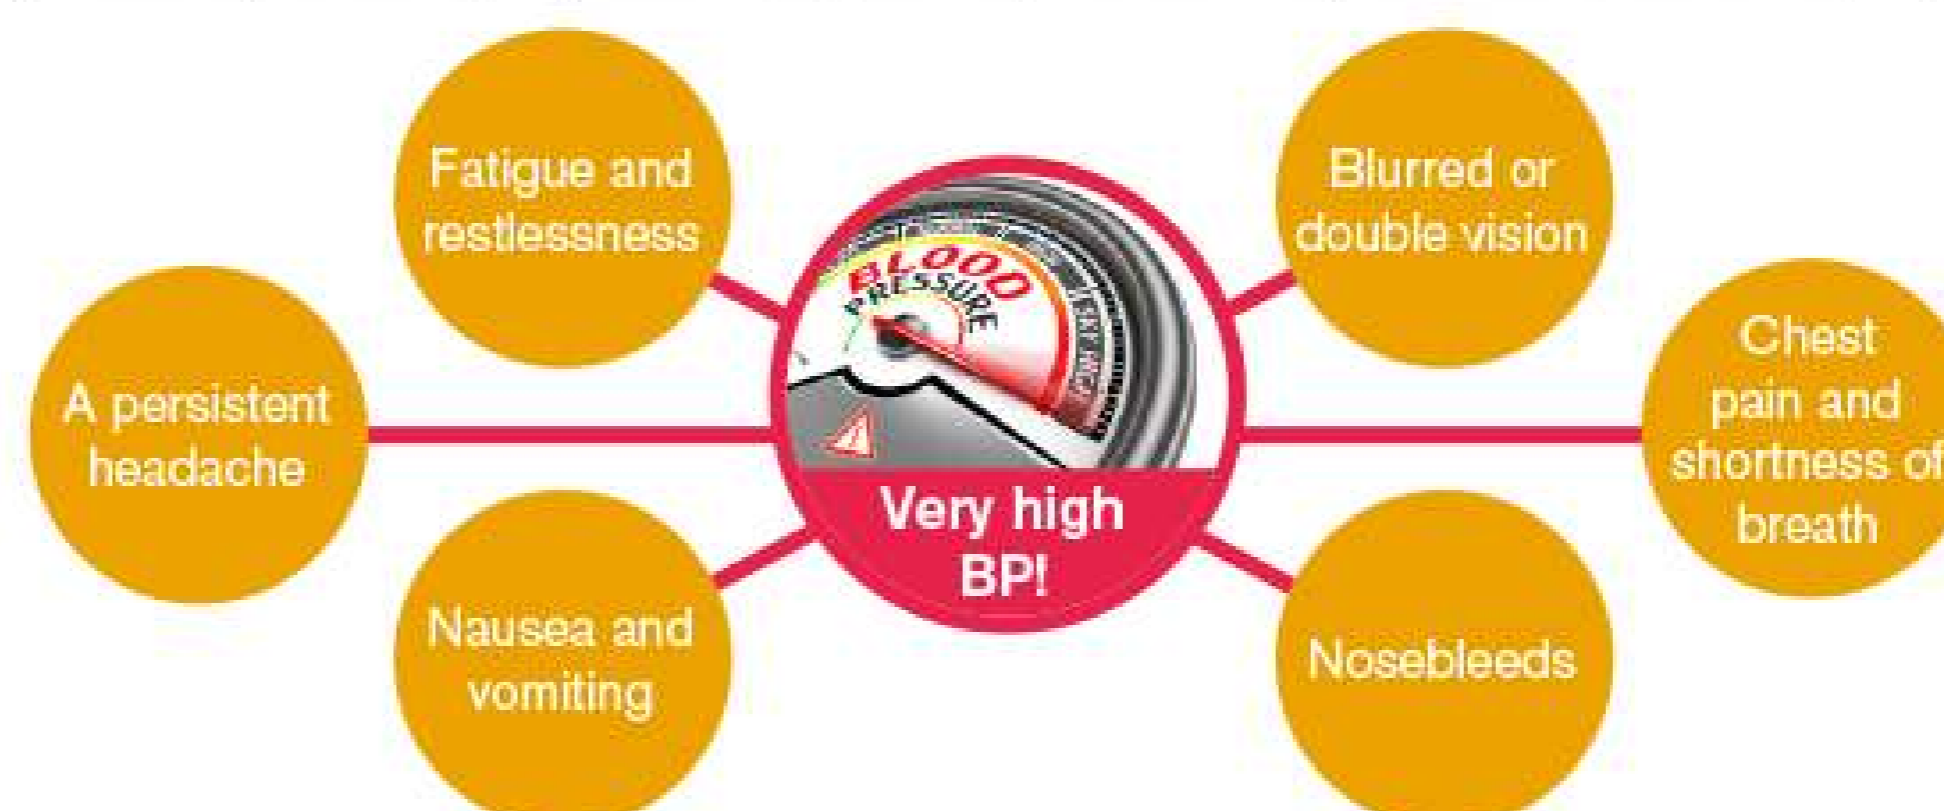 Fatigue and
restlessness
Blurred or
double vision
BLOOD
PRESSURE
A persistent
headache
Chest
pain and
shortness of
breath
Very high
BP!
Nausea and
vomiting
Nosebleeds